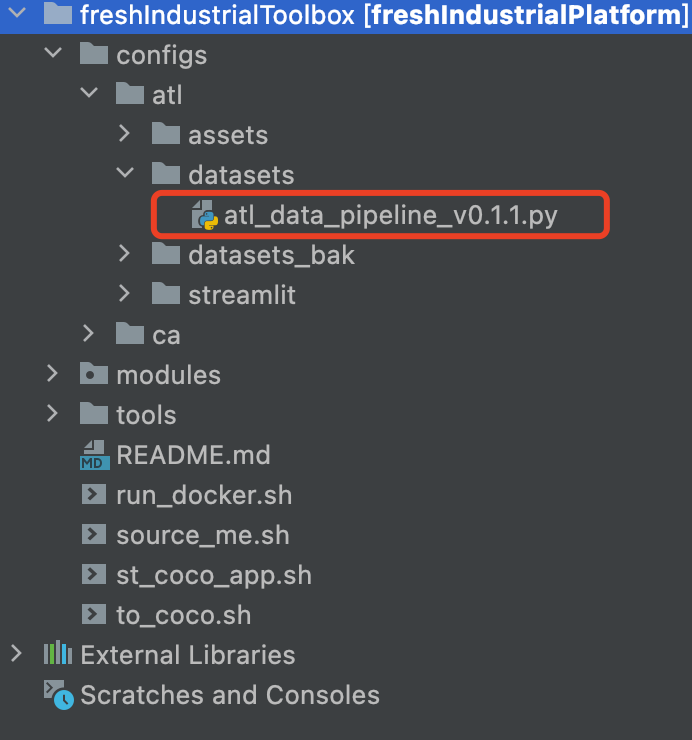 freshIndustrialToolbox [freshIndustrialPlatform]
configs
atl
assets
datasets
atl_data_pipeline_v0.1.1.py
datasets_bak
streamlit
ca
modules
tools
MD README.md
run_docker.sh
source_me.sh
st_coco_app.sh
to_coco.sh
External Libraries
Scratches and Consoles